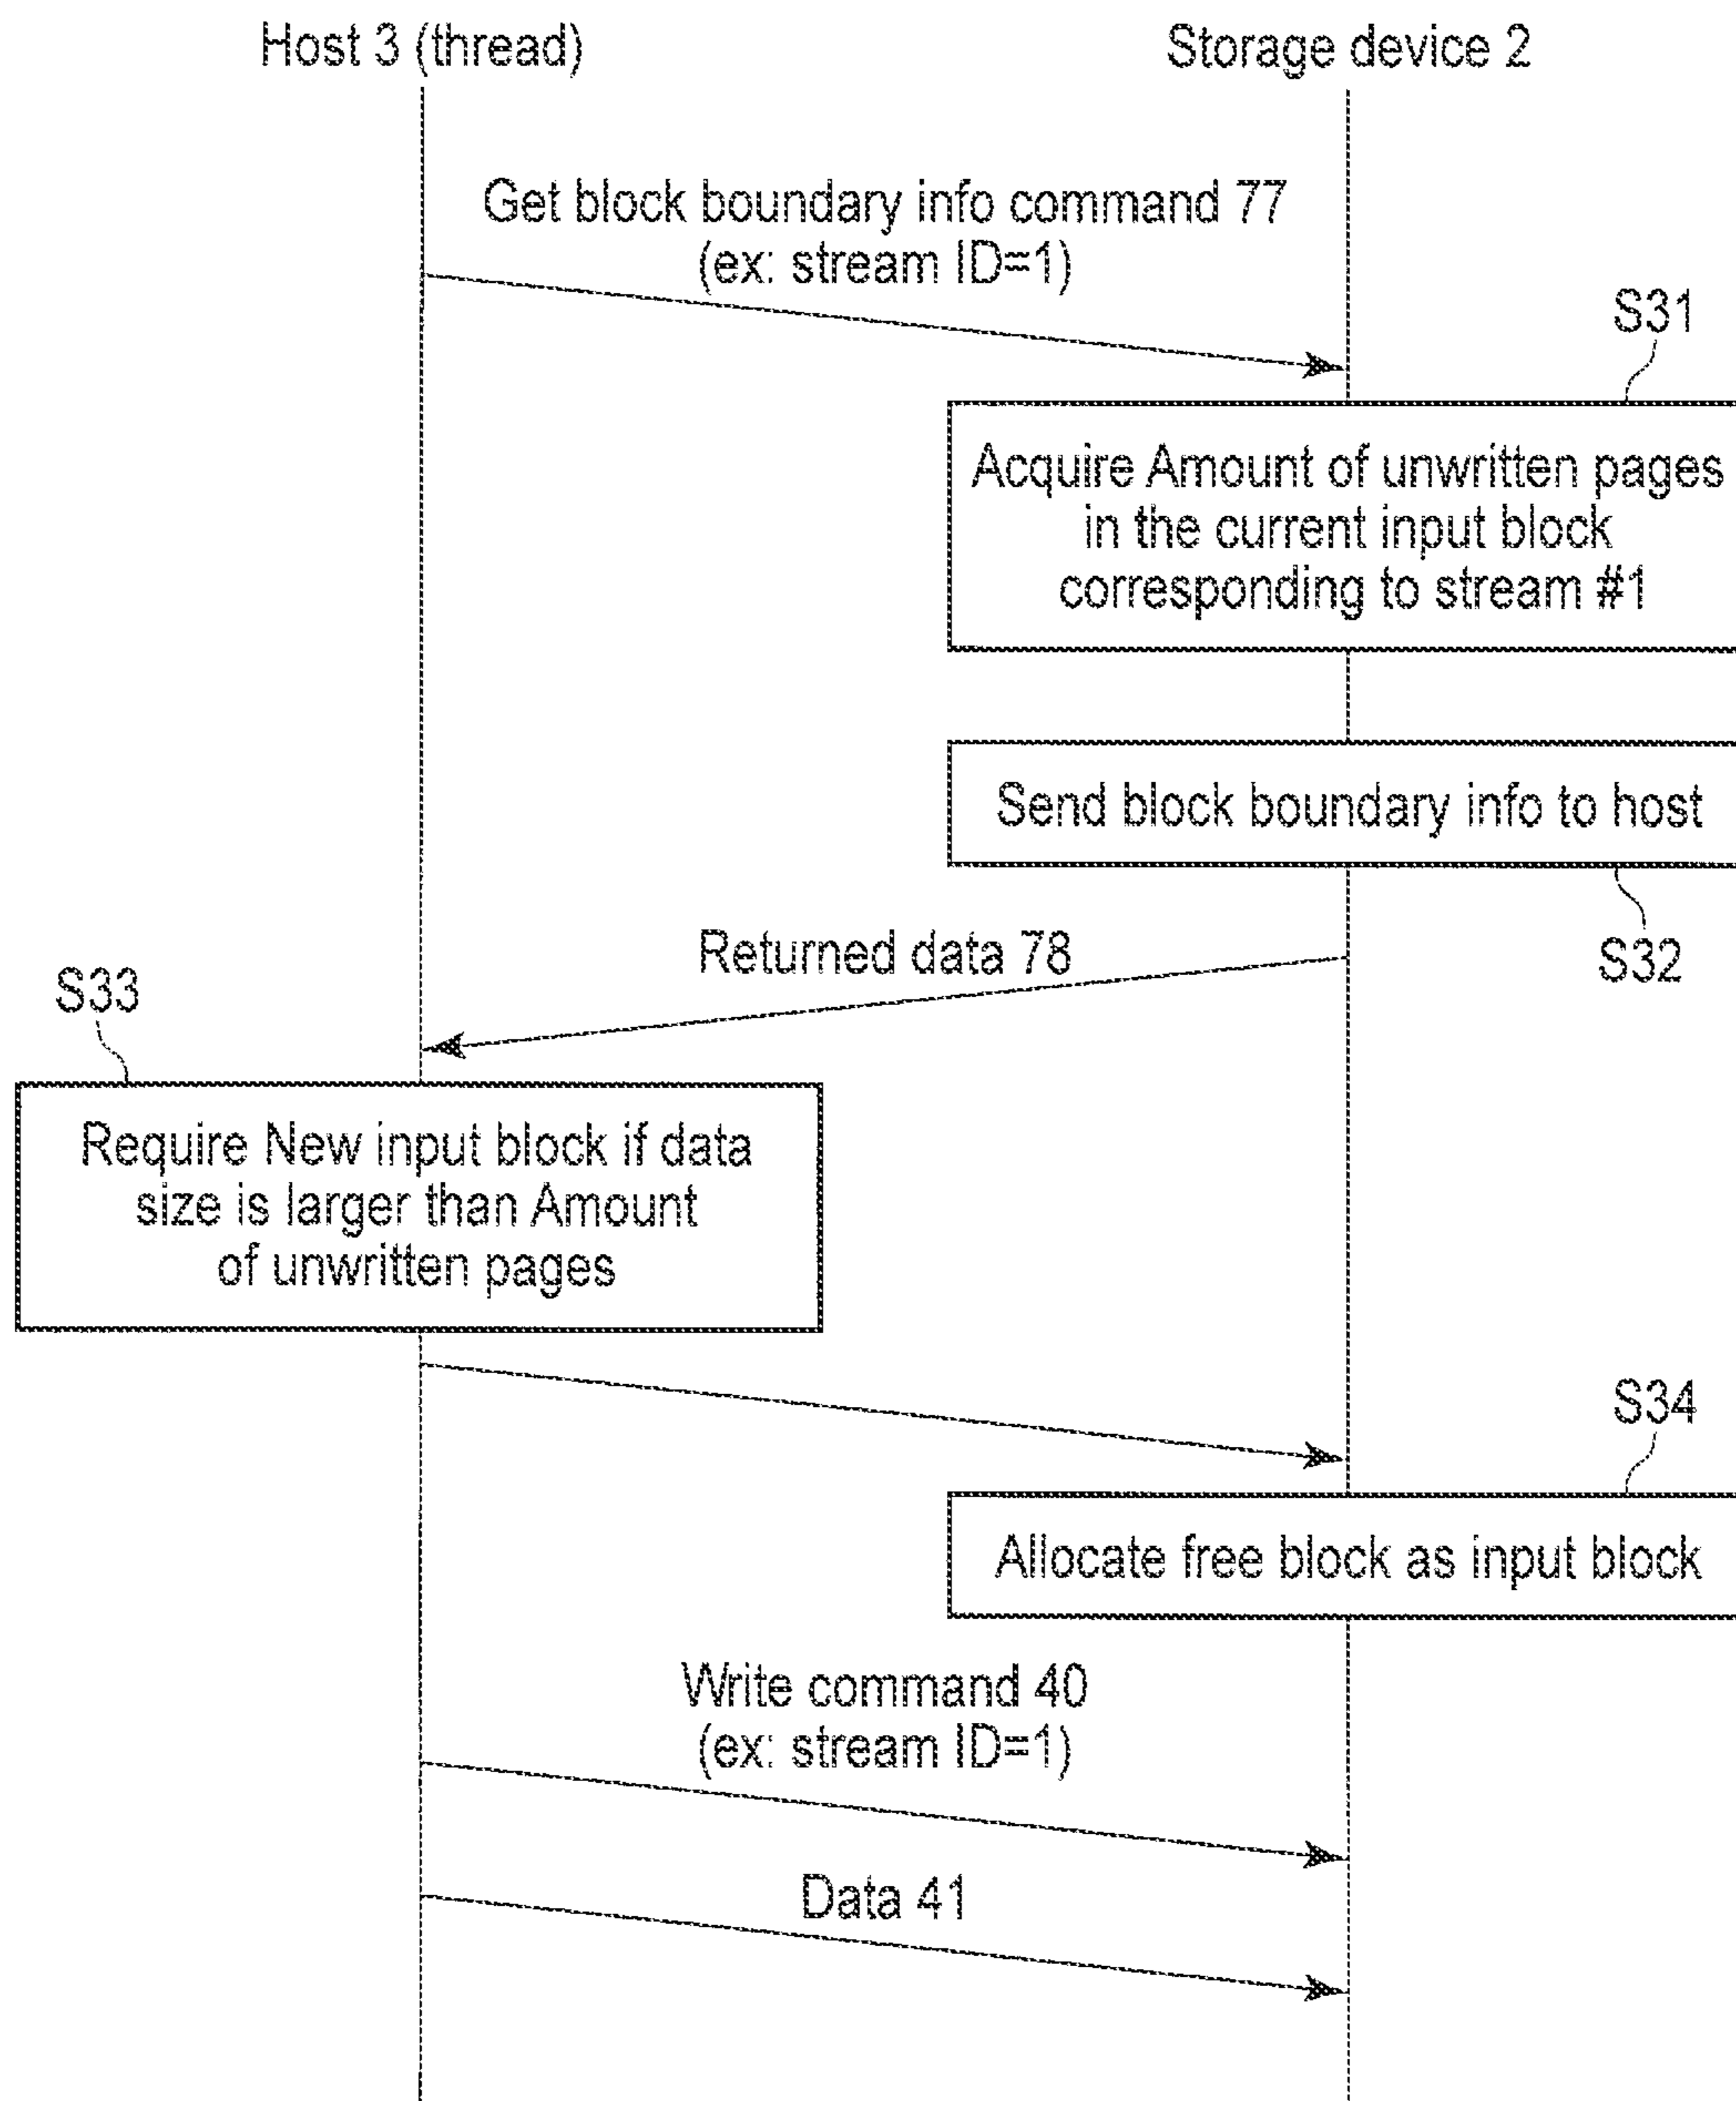 Host 3 (thread)
Storage device 2
Get block boundary info command 77
(ex: stream ID=1)
S31
Acquire Amount of unwritten pages
in the current input block
corresponding to stream #1
Send block boundary info to host
S32
Returned data 78
S33
Require New input block if data
size is larger than Amount
of unwritten pages
S34
Allocate free block as input block
Write command 40
(ex: stream ID=1)
Data 41